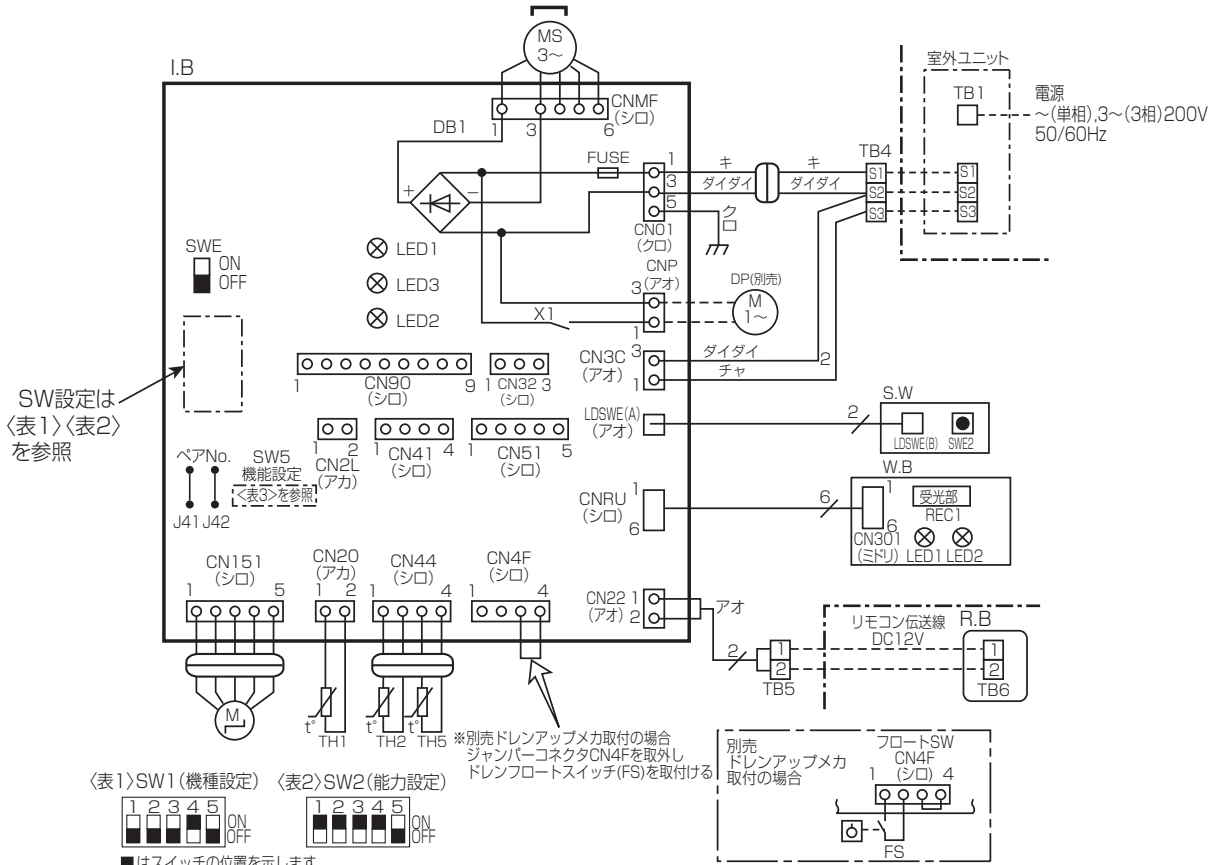 I.B
MS
3～
CNMF
(シロ)
1 3 6
DB1
FUSE
+ −
1
3
5
CN01
(クロ)
キ
ダイダイ
キ
ダイダイ
クロ
TB4
S1
S2
S3
室外ユニット
TB1
S1
S2
S3
電源
～(単相),3～(3相)200V
50/60Hz
SWE
ON
OFF
LED1
LED3
LED2
CNP
(アオ)
3
1
X1
DP(別売)
M
1～
CN3C
(アオ)
3
1
ダイダイ
チャ
2
SW設定は
〈表1〉〈表2〉
を参照
1 9
CN90
(シロ)
1 CN32 3
(シロ)
LDSWE(A)
(アオ)
2
S.W
LDSWE(B) SWE2
1 2
CN2L
(アカ)
1 CN41 4
(シロ)
1 CN51 5
(シロ)
ペアNo.
J41 J42
SW5
機能設定
<表3>を参照
CNRU
(シロ)
1
6
6
W.B
1
6
CN301
(ミドリ)
受光部
REC1
LED1 LED2
CN151
(シロ)
1 5
CN20
(アカ)
1 2
CN44
(シロ)
1 4
CN4F
(シロ)
1 4
CN22
(アオ)
1
2
アオ
2
1
2
TB5
リモコン伝送線
DC12V
R.B
1
2
TB6
M
t°
TH1
t°
TH2
t°
TH5
※別売ドレンアップメカ取付の場合
ジャンパーコネクタCN4Fを取外し
ドレンフロートスイッチ(FS)を取付ける
別売
ドレンアップメカ
取付の場合
フロートSW
CN4F
1 (シロ) 4
FS
〈表1〉SW1(機種設定)
1 2 3 4 5
ON
OFF
〈表2〉SW2(能力設定)
1 2 3 4 5
ON
OFF
■はスイッチの位置を示します